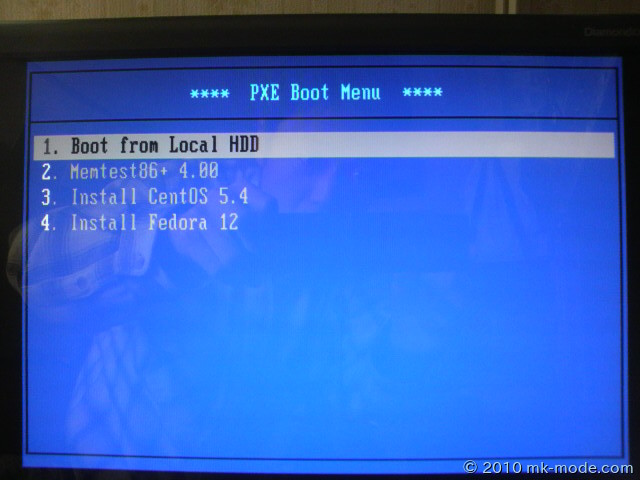 **** PXE Boot Menu ****
1. Boot from Local HDD
2. Memtest86+ 4.00
3. Install CentOS 5.4
4. Install Fedora 12
© 2010 mk-mode.com